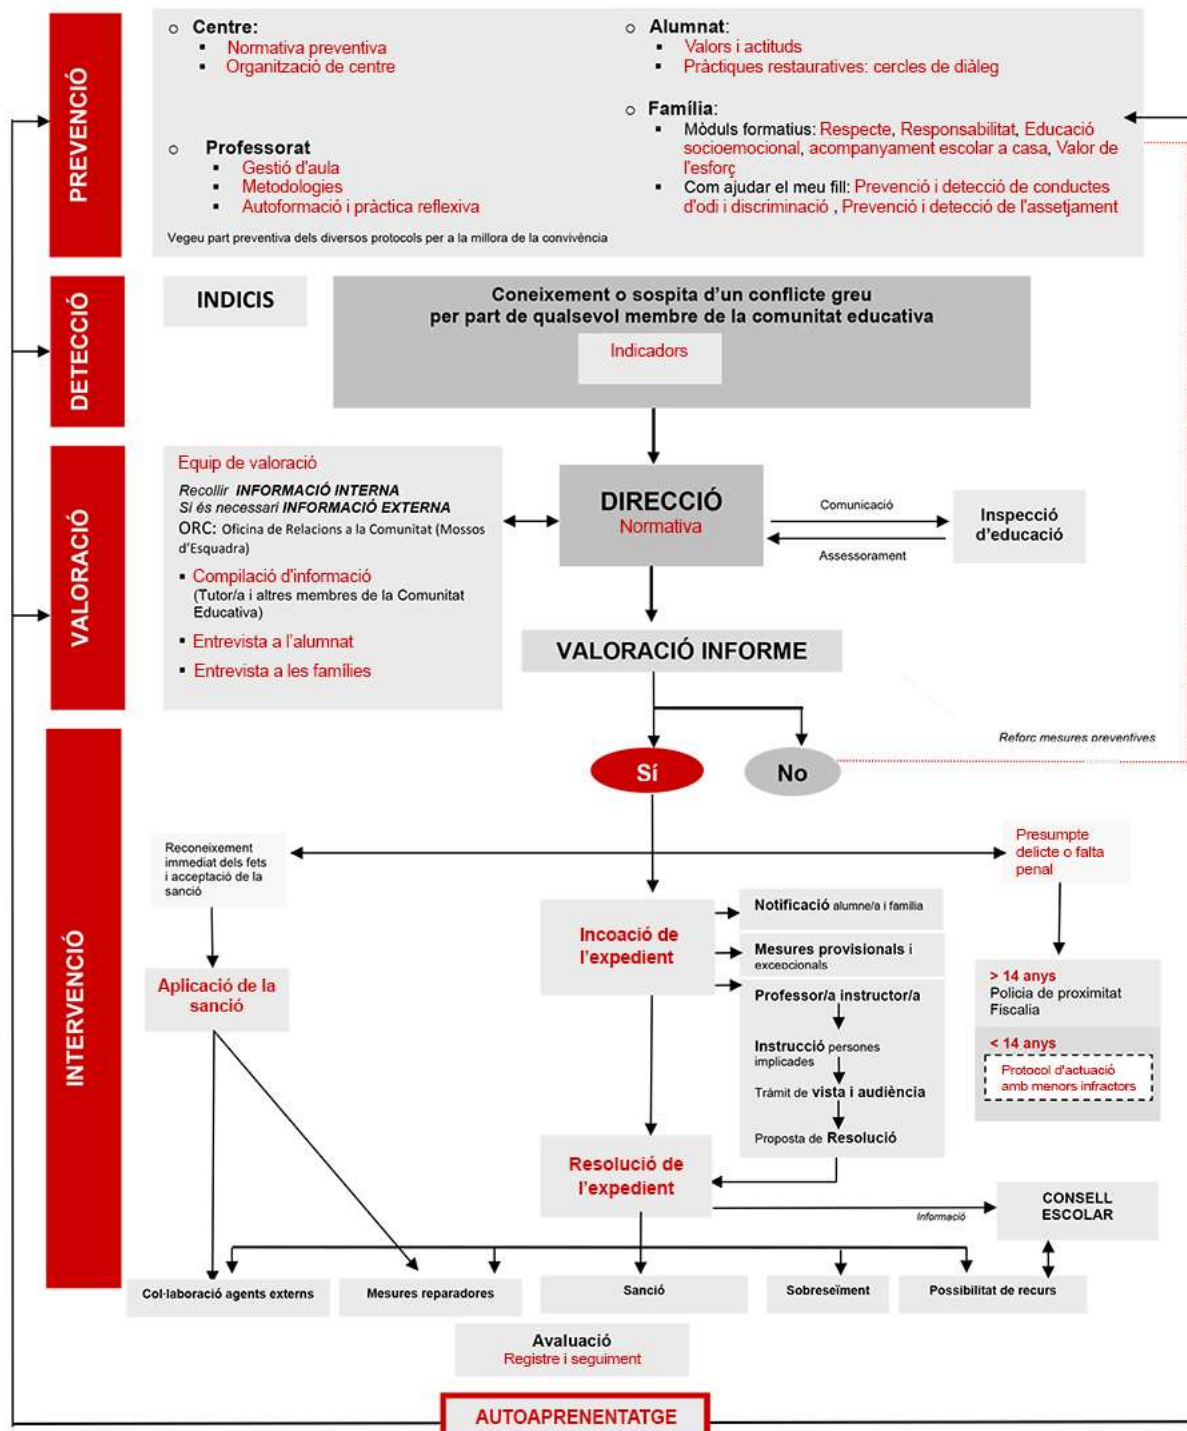 PREVENCIÓ
o Centre:
▪ Normativa preventiva
▪ Organització de centre
o Professorat
▪ Gestió d'aula
▪ Metodologies
▪ Autoformació i pràctica reflexiva
o Alumnat:
▪ Valors i actituds
▪ Pràctiques restauratives: cercles de diàleg
o Família:
▪ Mòduls formatius: Respecte, Responsabilitat, Educació
socioemocional, acompanyament escolar a casa, Valor de
l'esforç
▪ Com ajudar el meu fill: Prevenció i detecció de conductes
d'odi i discriminació , Prevenció i detecció de l'assetjament
Vegeu part preventiva dels diversos protocols per a la millora de la convivència
DETECCIÓ
INDICIS
Coneixement o sospita d'un conflicte greu
per part de qualsevol membre de la comunitat educativa
Indicadors
VALORACIÓ
Equip de valoració
Recollir INFORMACIÓ INTERNA
Si és necessari INFORMACIÓ EXTERNA
ORC: Oficina de Relacions a la Comunitat (Mossos
d'Esquadra)
▪ Compilació d'informació
(Tutor/a i altres membres de la Comunitat
Educativa)
▪ Entrevista a l'alumnat
▪ Entrevista a les famílies
DIRECCIÓ
Normativa
Comunicació
Assessorament
Inspecció
d'educació
VALORACIÓ INFORME
Sí
No
Reforc mesures preventives
INTERVENCIÓ
Reconeixement
immediat dels fets
i acceptació de la
sanció
Presumpte
delicte o falta
penal
Aplicació de la
sanció
Incoació de
l'expedient
Notificació alumne/a i família
Mesures provisionals i
excepcionals
Professor/a instructor/a
Instrucció persones
implicades
Tràmit de vista i audiència
Proposta de Resolució
> 14 anys
Policia de proximitat
Fiscalia
< 14 anys
Protocol d'actuació
amb menors infractors
Resolució de
l'expedient
Informació
CONSELL
ESCOLAR
Col·laboració agents externs
Mesures reparadores
Sanció
Sobreseïment
Possibilitat de recurs
Avaluació
Registre i seguiment
AUTOAPRENENTATGE